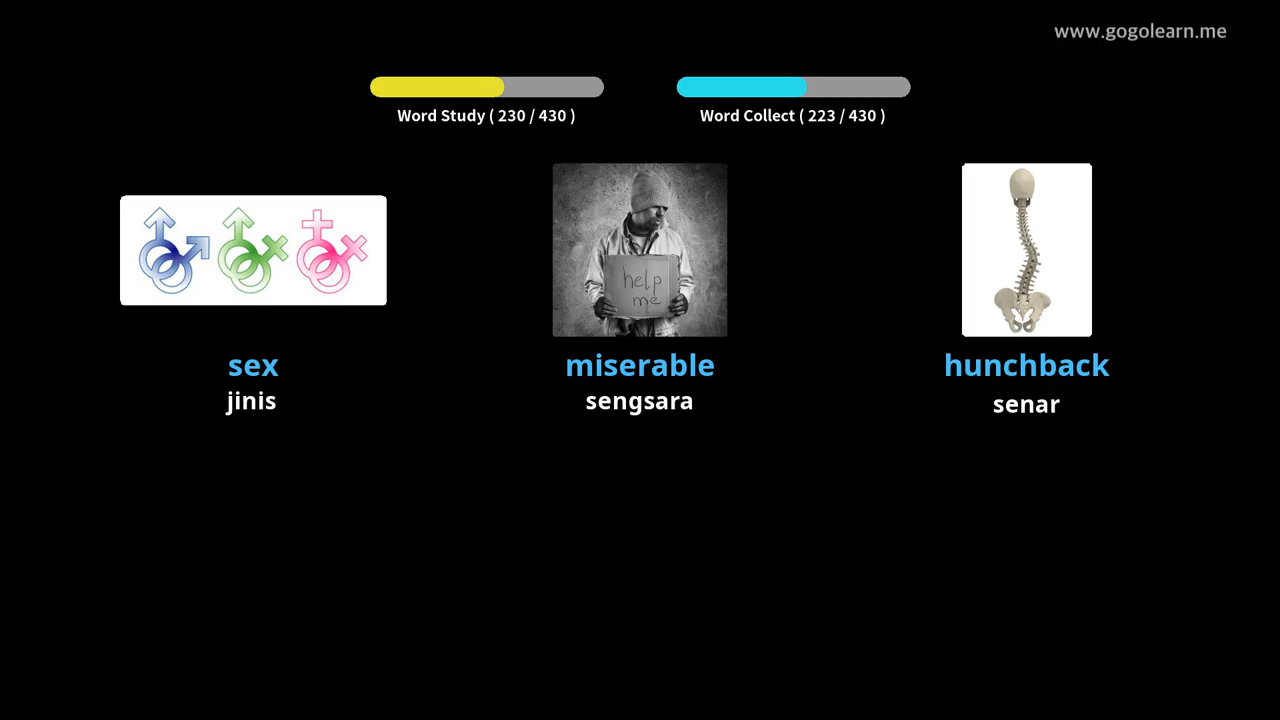 www.gogolearn.me
Word Study ( 230 / 430 )
Word Collect ( 223 / 430 )
help
me
sex
miserable
hunchback
jinis
sengsara
senar